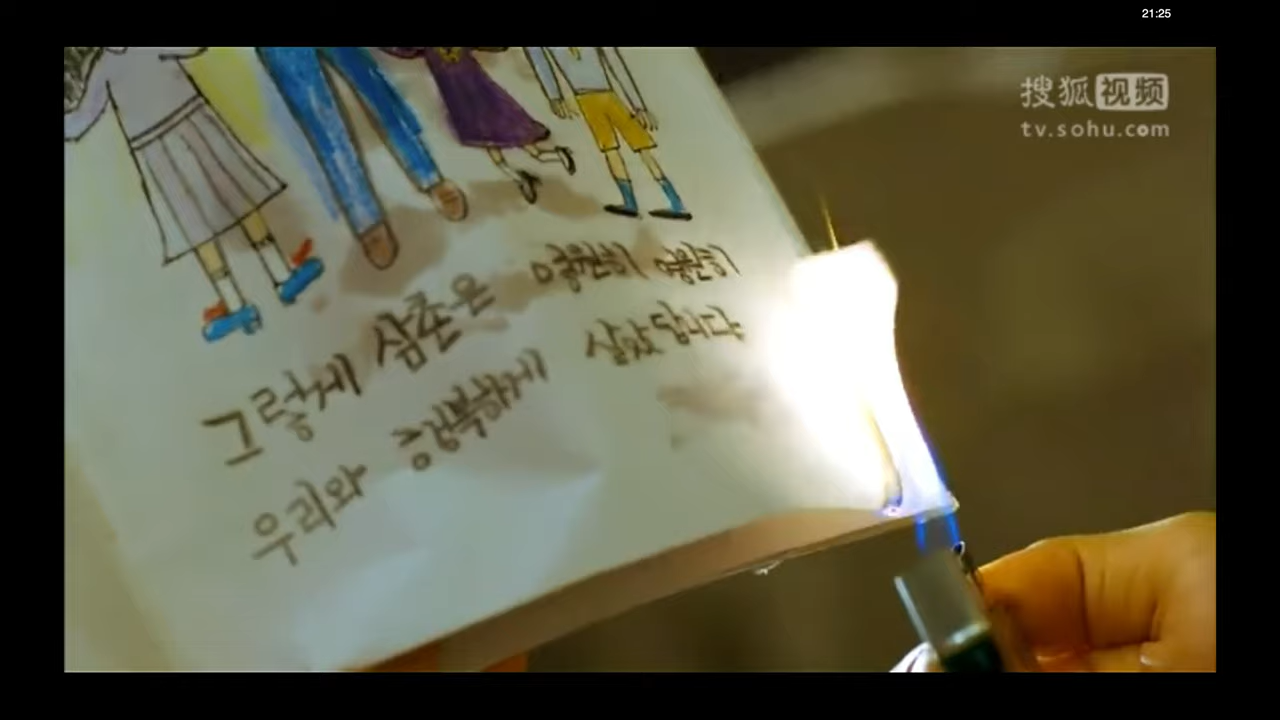 21:25
搜狐视频
tv.sohu.com
그렇게 삼촌은 영원히 영원히
우리와 행복하게 살았답니다